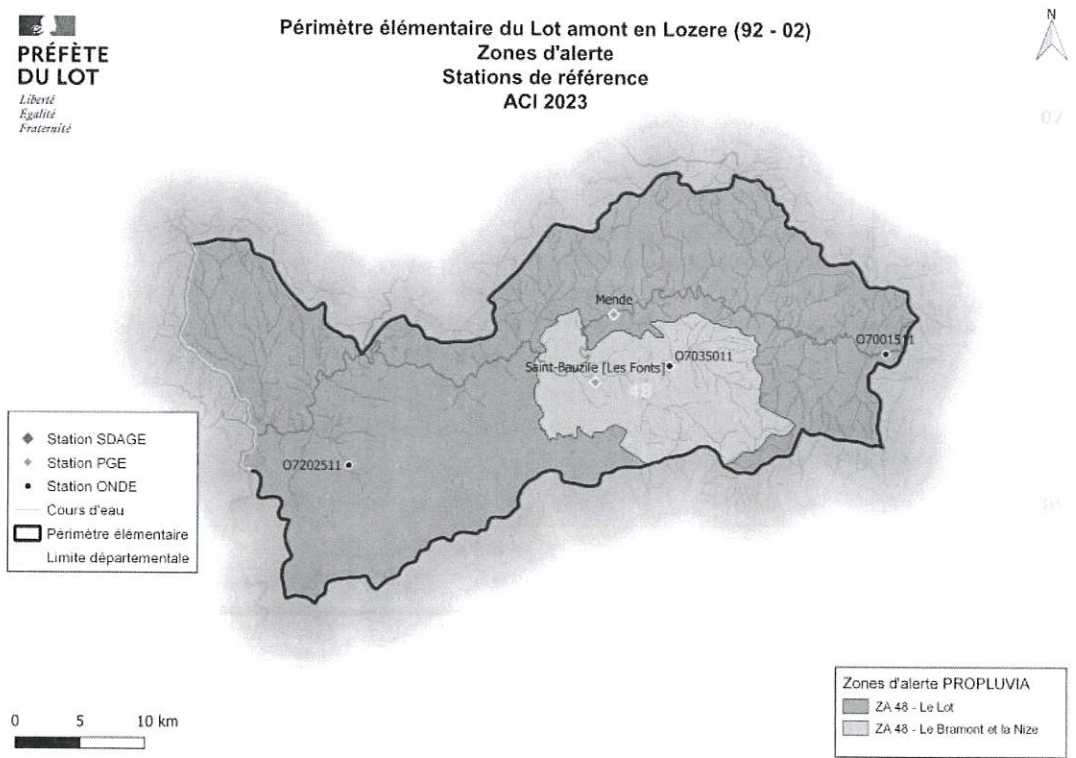 PRÉFÈTE
DU LOT
Liberté
Égalité
Fraternité
Périmètre élémentaire du Lot amont en Lozere (92 - 02)
Zones d'alerte
Stations de référence
ACI 2023
N
07
Mende
O7001511
O7035011
Saint-Bauzile [Les Fonts]
48
O7202511
30
Station SDAGE
Station PGE
Station ONDE
Cours d'eau
Périmètre élémentaire
Limite départementale
0 5 10 km
Zones d'alerte PROPLUVIA
ZA 48 - Le Lot
ZA 48 - Le Bramont et la Nize